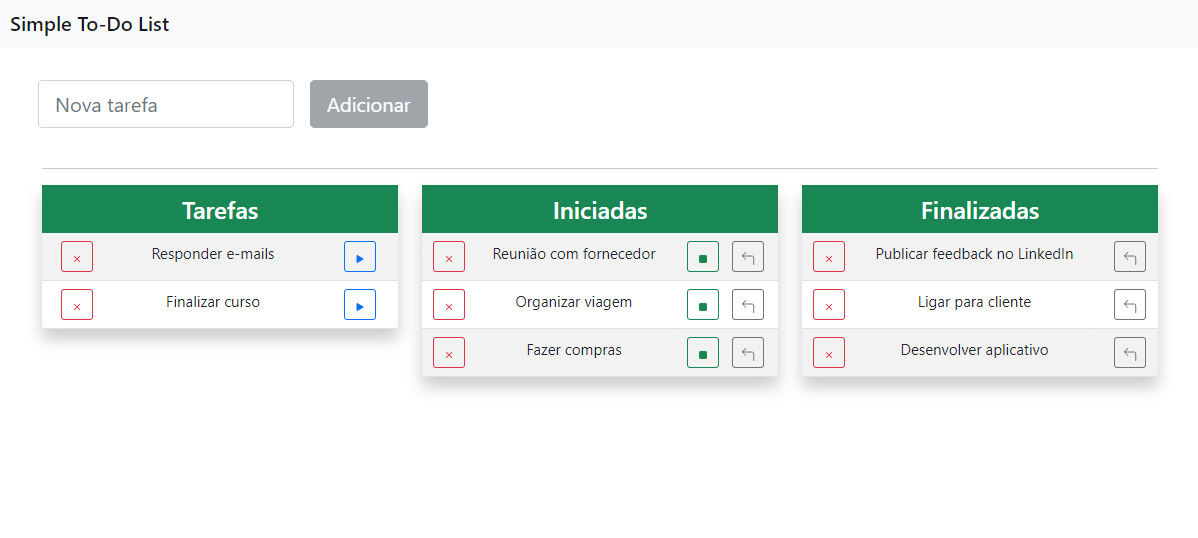 Simple To-Do List
Nova tarefa
Adicionar
Tarefas
Responder e-mails
Finalizar curso
Iniciadas
Reunião com fornecedor
Organizar viagem
Fazer compras
Finalizadas
Publicar feedback no LinkedIn
Ligar para cliente
Desenvolver aplicativo